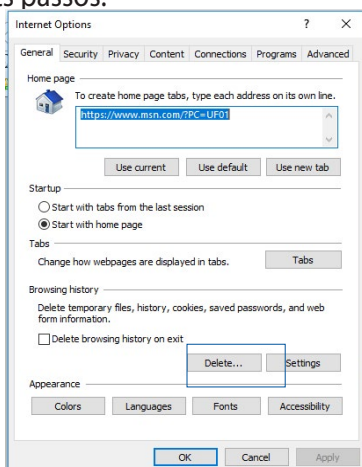 s passos.
Internet Options
? ×
General Security Privacy Content Connections Programs Advanced
Home page
To create home page tabs, type each address on its own line.
https://www.msn.com/?PC=UF01
Use current Use default Use new tab
Startup
Start with tabs from the last session
Start with home page
Tabs
Change how webpages are displayed in tabs. Tabs
Browsing history
Delete temporary files, history, cookies, saved passwords, and web
form information.
Delete browsing history on exit
Delete... Settings
Appearance
Colors Languages Fonts Accessibility
OK Cancel Apply